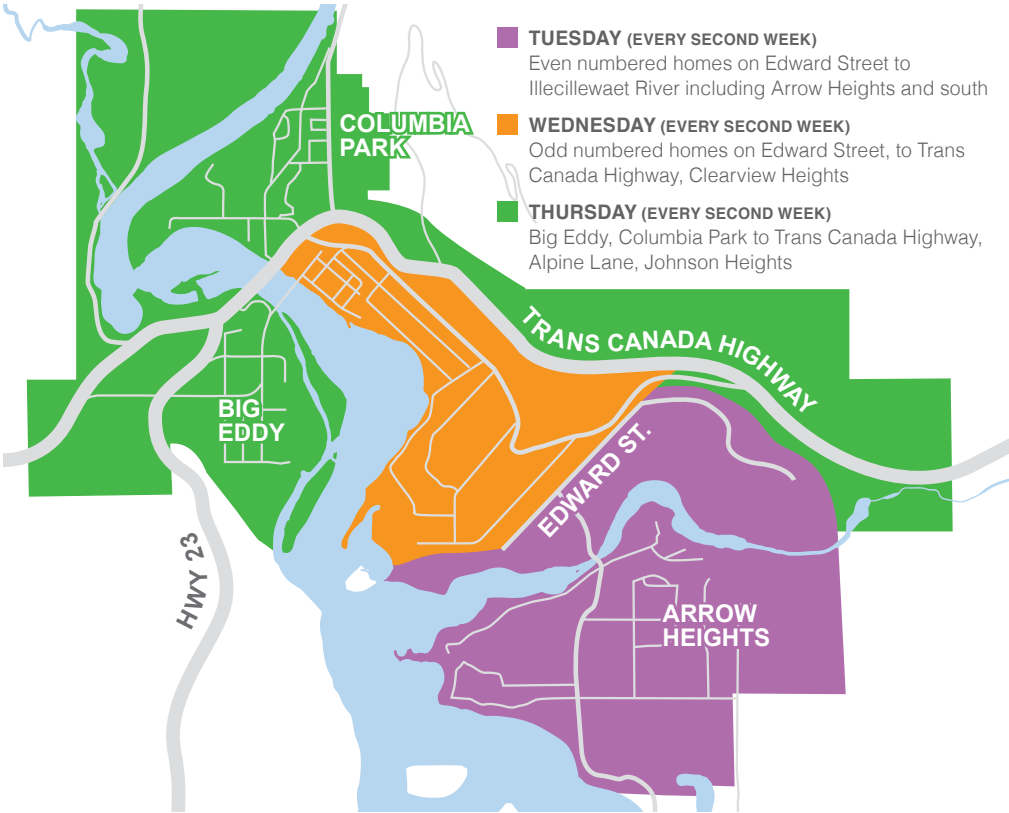 TUESDAY (EVERY SECOND WEEK)
Even numbered homes on Edward Street to
Illecillewaet River including Arrow Heights and south
WEDNESDAY (EVERY SECOND WEEK)
Odd numbered homes on Edward Street, to Trans
Canada Highway, Clearview Heights
THURSDAY (EVERY SECOND WEEK)
Big Eddy, Columbia Park to Trans Canada Highway,
Alpine Lane, Johnson Heights
COLUMBIA
PARK
TRANS CANADA HIGHWAY
BIG
EDDY
EDWARD ST.
HWY 23
ARROW
HEIGHTS